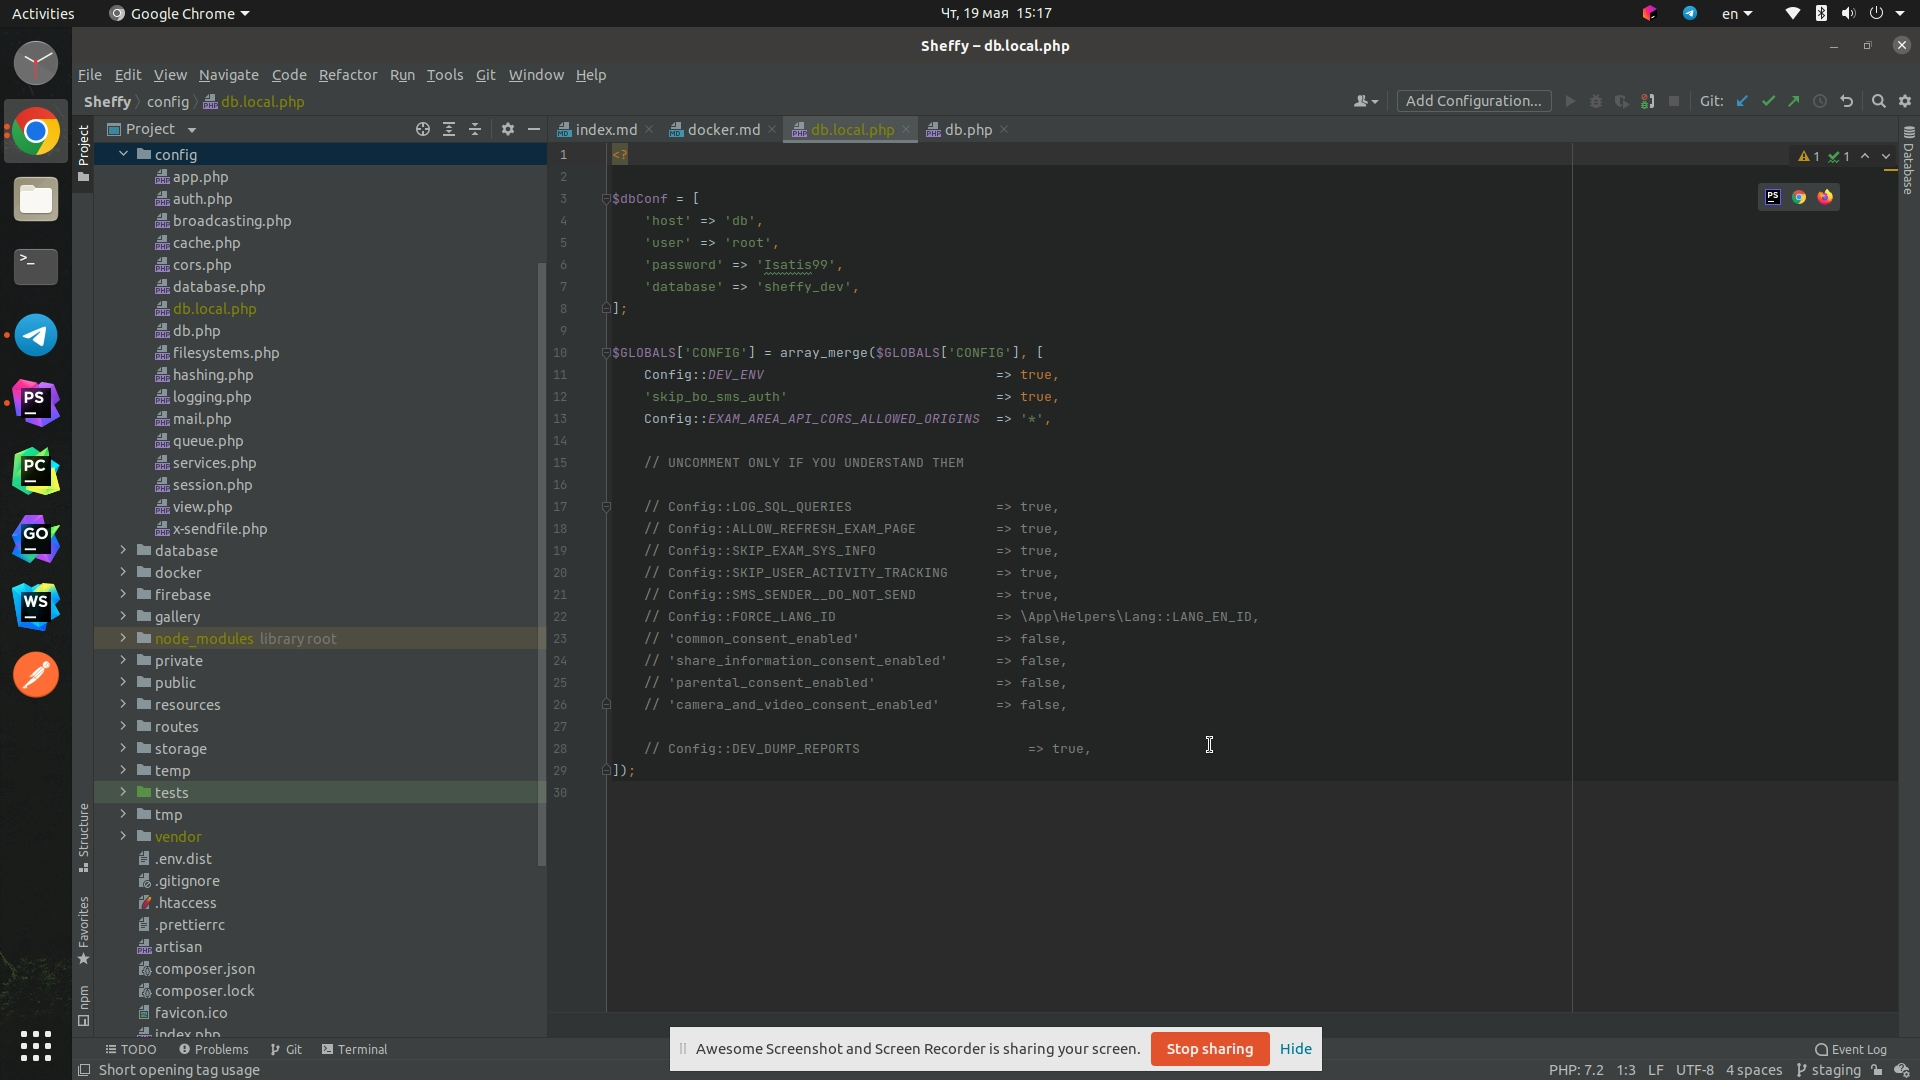 Activities
Google Chrome
Чт, 19 мая 15:17
en
Sheffy – db.local.php
File Edit View Navigate Code Refactor Run Tools Git Window Help
Sheffy config db.local.php
Add Configuration...
Git:
Project
Project
index.md
docker.md
db.local.php
db.php
Database
config
app.php
auth.php
broadcasting.php
cache.php
cors.php
database.php
db.local.php
db.php
filesystems.php
hashing.php
logging.php
mail.php
queue.php
services.php
session.php
view.php
x-sendfile.php
database
docker
firebase
gallery
node_modules library root
private
public
resources
routes
storage
temp
tests
tmp
vendor
.env.dist
.gitignore
.htaccess
.prettierrc
artisan
composer.json
composer.lock
favicon.ico
index.php
Structure
Favorites
npm
1 <?
2
3 $dbConf = [
4 'host' => 'db',
5 'user' => 'root',
6 'password' => 'Isatis99',
7 'database' => 'sheffy_dev',
8 ];
9
10 $GLOBALS['CONFIG'] = array_merge($GLOBALS['CONFIG'], [
11 Config::DEV_ENV => true,
12 'skip_bo_sms_auth' => true,
13 Config::EXAM_AREA_API_CORS_ALLOWED_ORIGINS => '*',
14
15 // UNCOMMENT ONLY IF YOU UNDERSTAND THEM
16
17 // Config::LOG_SQL_QUERIES => true,
18 // Config::ALLOW_REFRESH_EXAM_PAGE => true,
19 // Config::SKIP_EXAM_SYS_INFO => true,
20 // Config::SKIP_USER_ACTIVITY_TRACKING => true,
21 // Config::SMS_SENDER__DO_NOT_SEND => true,
22 // Config::FORCE_LANG_ID => \App\Helpers\Lang::LANG_EN_ID,
23 // 'common_consent_enabled' => false,
24 // 'share_information_consent_enabled' => false,
25 // 'parental_consent_enabled' => false,
26 // 'camera_and_video_consent_enabled' => false,
27
28 // Config::DEV_DUMP_REPORTS => true,
29 ]);
30
1 1
PS
PS
PC
GO
WS
TODO Problems Git Terminal
Awesome Screenshot and Screen Recorder is sharing your screen. Stop sharing Hide
Event Log
Short opening tag usage
PHP: 7.2 1:3 LF UTF-8 4 spaces staging